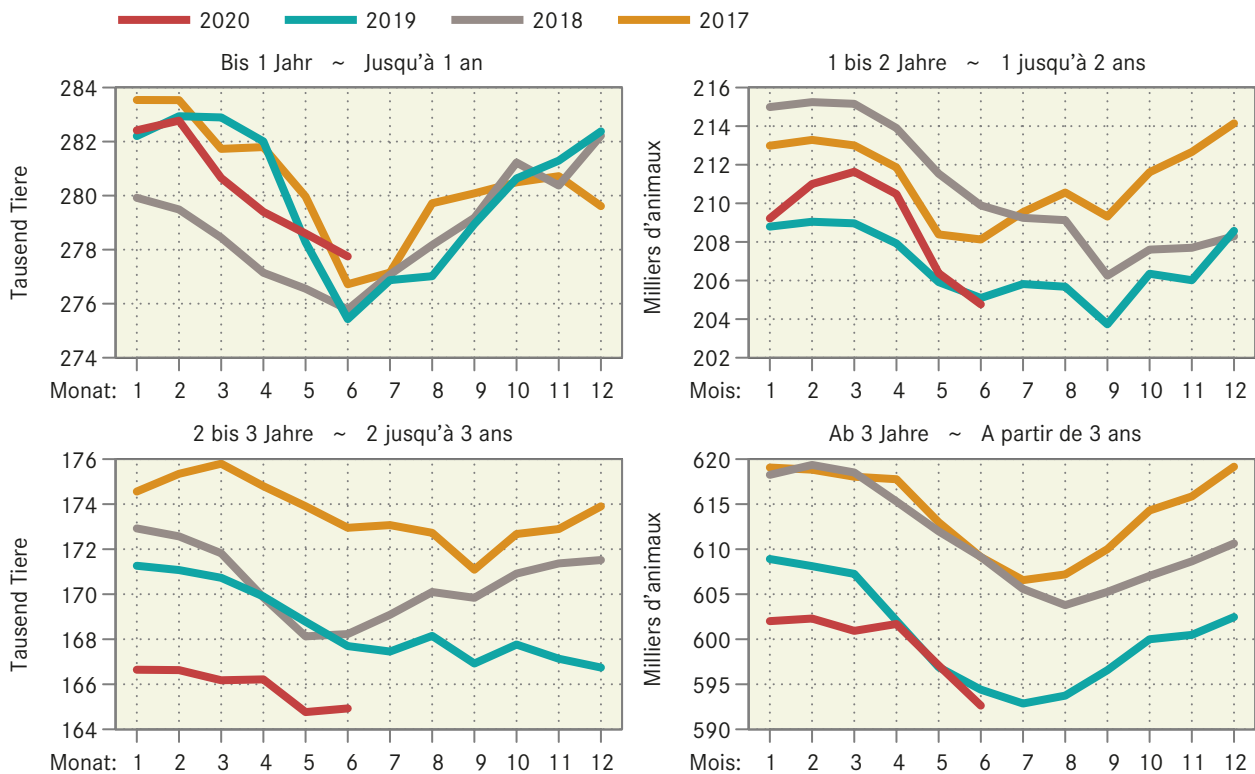 2020 2019 2018 2017
Bis 1 Jahr ~ Jusqu'à 1 an
Tausend Tiere
284
282
280
278
276
274
Monat: 1 2 3 4 5 6 7 8 9 10 11 12
1 bis 2 Jahre ~ 1 jusqu'à 2 ans
Milliers d'animaux
216
214
212
210
209
208
206
204
202
Mois: 1 2 3 4 5 6 7 8 9 10 11 12
2 bis 3 Jahre ~ 2 jusqu'à 3 ans
Tausend Tiere
176
174
172
170
168
166
164
Monat: 1 2 3 4 5 6 7 8 9 10 11 12
Ab 3 Jahre ~ A partir de 3 ans
Milliers d'animaux
620
615
610
605
600
595
590
Mois: 1 2 3 4 5 6 7 8 9 10 11 12